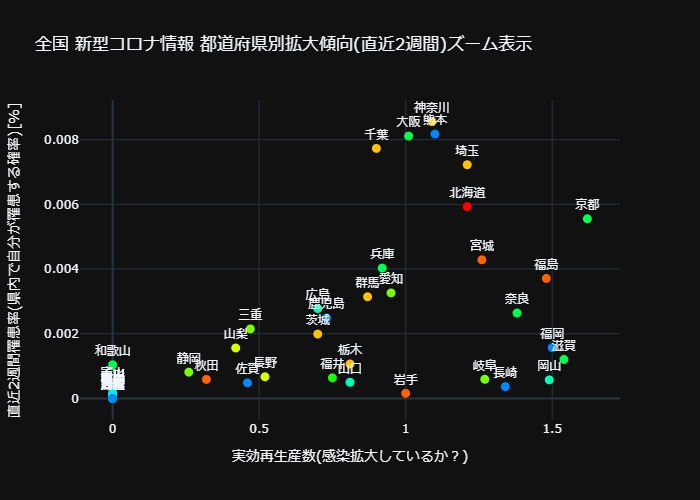 全国 新型コロナ情報 都道府県別拡大傾向(直近2週間)ズーム表示
直近2週間罹患率(県内で自分が罹患する確率)[%]
神奈川
大阪
熊本
千葉
0.008
埼玉
北海道
京都
0.006
宮城
兵庫
福島
0.004
群馬
愛知
広島
鹿児島
奈良
三重
茨城
0.002
山梨
福岡
和歌山
栃木
滋賀
静岡
秋田
佐賀
長野
福井
山口
岩手
岐阜
長崎
岡山
0
0
0.5
1
1.5
実効再生産数(感染拡大しているか？)